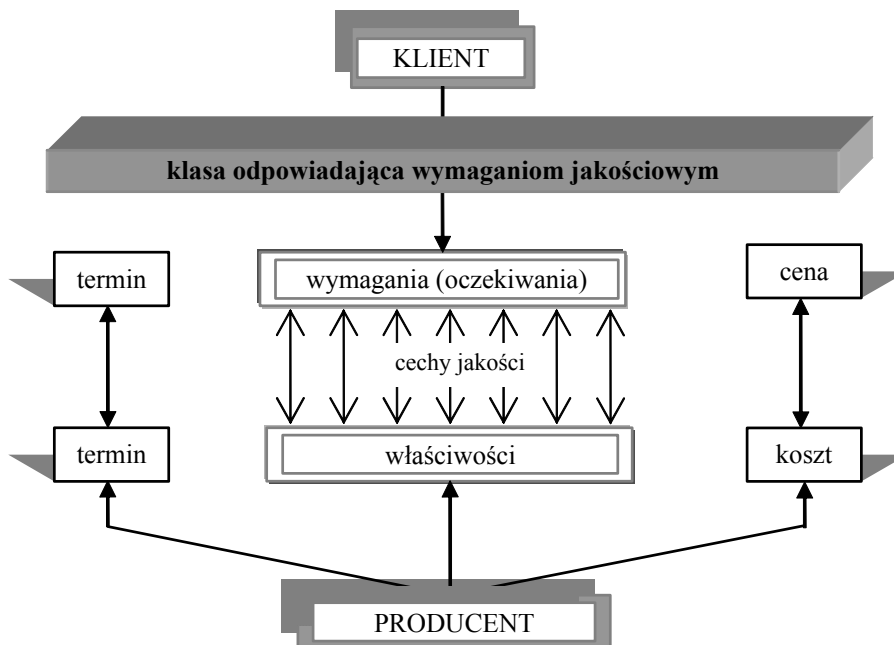 KLIENT
klasa odpowiadająca wymaganiom jakościowym
termin
wymagania (oczekiwania)
cena
cechy jakości
termin
właściwości
koszt
PRODUCENT